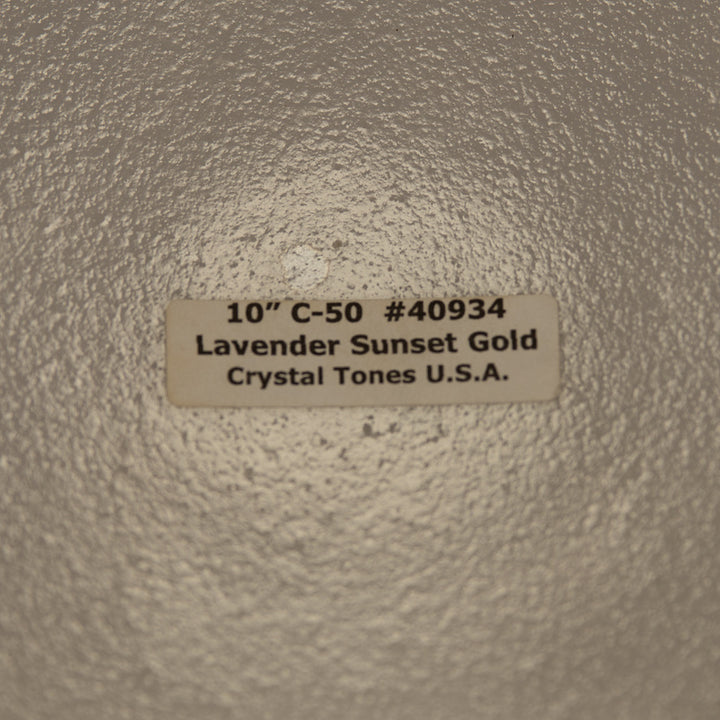 10” C-50 #40934
Lavender Sunset Gold
Crystal Tones U.S.A.